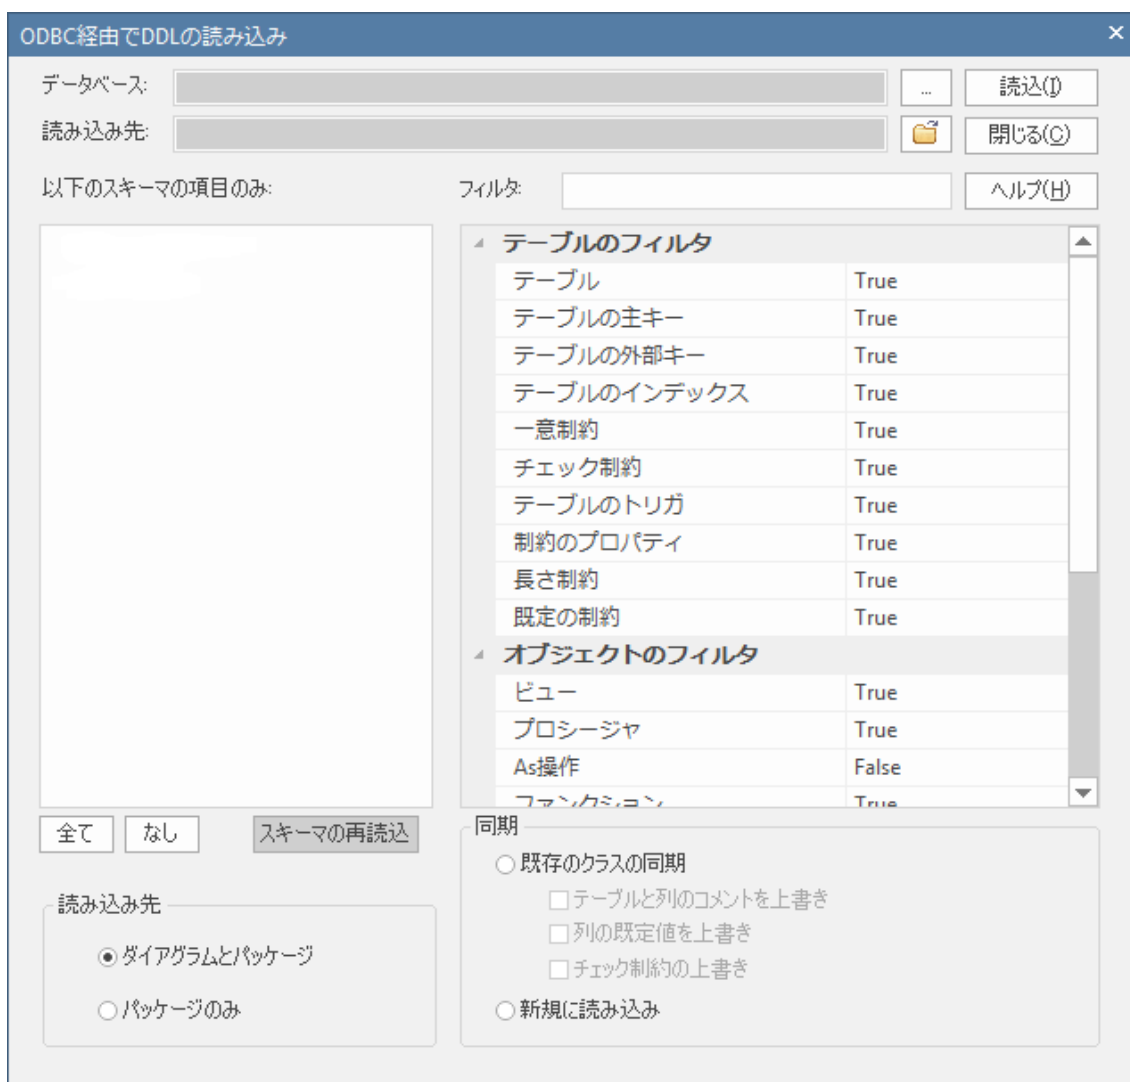 ODBC経由でDDLの読み込み
データベース:
...
読込(I)
読み込み先:
閉じる(C)
以下のスキーマの項目のみ:
フィルタ:
ヘルプ(H)
テーブルのフィルタ
テーブル True
テーブルの主キー True
テーブルの外部キー True
テーブルのインデックス True
一意制約 True
チェック制約 True
テーブルのトリガ True
制約のプロパティ True
長さ制約 True
既定の制約 True
オブジェクトのフィルタ
ビュー True
プロシージャ True
As操作 False
ファンクション True
全て
なし
スキーマの再読込
読み込み先
ダイアグラムとパッケージ
パッケージのみ
同期
既存のクラスの同期
テーブルと列のコメントを上書き
列の既定値を上書き
チェック制約の上書き
新規に読み込み